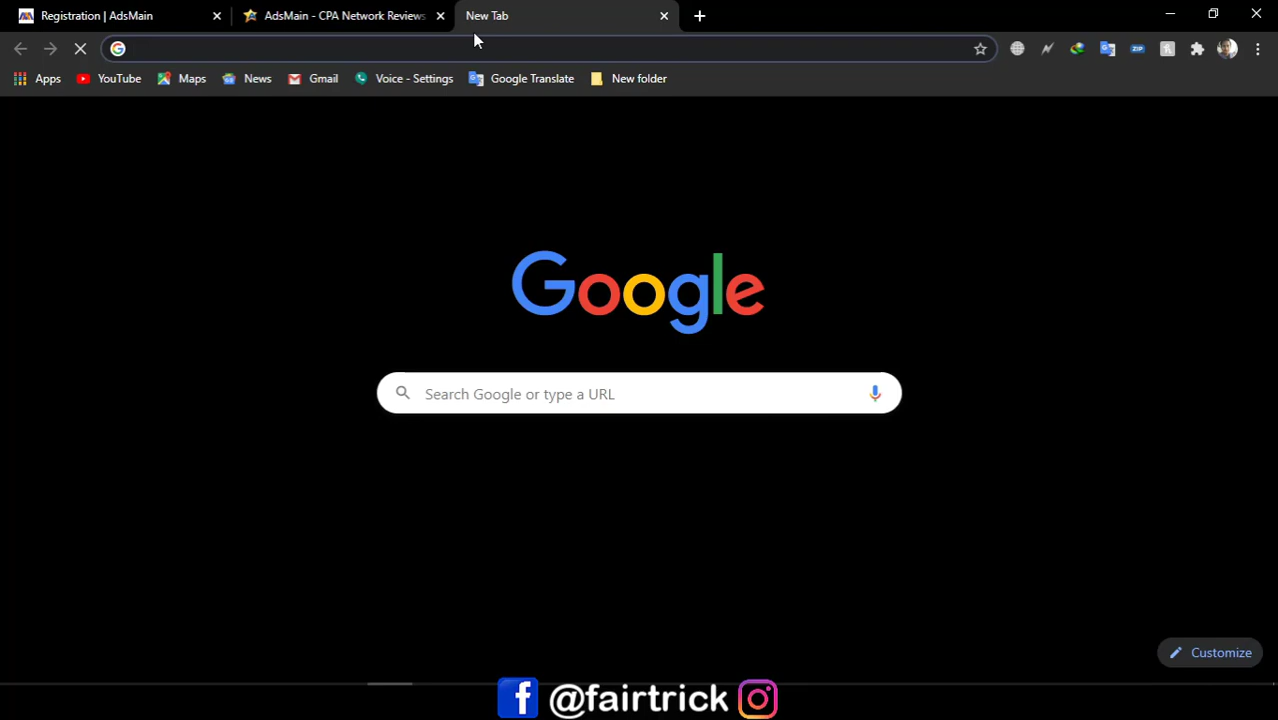 Registration | AdsMain
AdsMain - CPA Network Reviews
New Tab
Apps YouTube Maps News Gmail Voice - Settings Google Translate New folder
ZIP
Google
Search Google or type a URL
Customize
@fairtrick